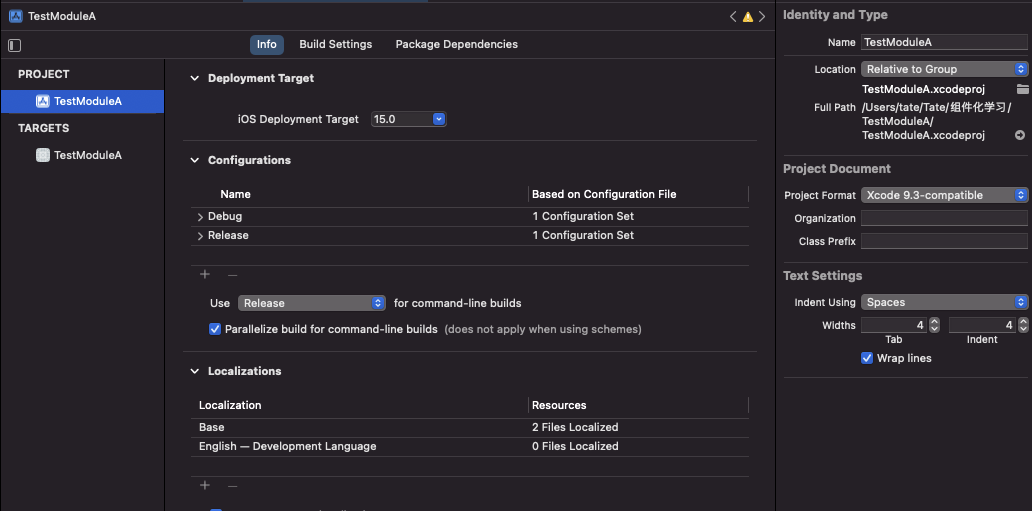 TestModuleA
Info
Build Settings
Package Dependencies
PROJECT
TestModuleA
TARGETS
TestModuleA
Deployment Target
iOS Deployment Target 15.0
Configurations
Name Based on Configuration File
Debug 1 Configuration Set
Release 1 Configuration Set
Use Release for command-line builds
Parallelize build for command-line builds (does not apply when using schemes)
Localizations
Localization Resources
Base 2 Files Localized
English — Development Language 0 Files Localized
Identity and Type
Name TestModuleA
Location Relative to Group
TestModuleA.xcodeproj
Full Path /Users/tate/Tate/组件化学习/
TestModuleA/
TestModuleA.xcodeproj
Project Document
Project Format Xcode 9.3-compatible
Organization
Class Prefix
Text Settings
Indent Using Spaces
Widths 4 4
Tab Indent
Wrap lines